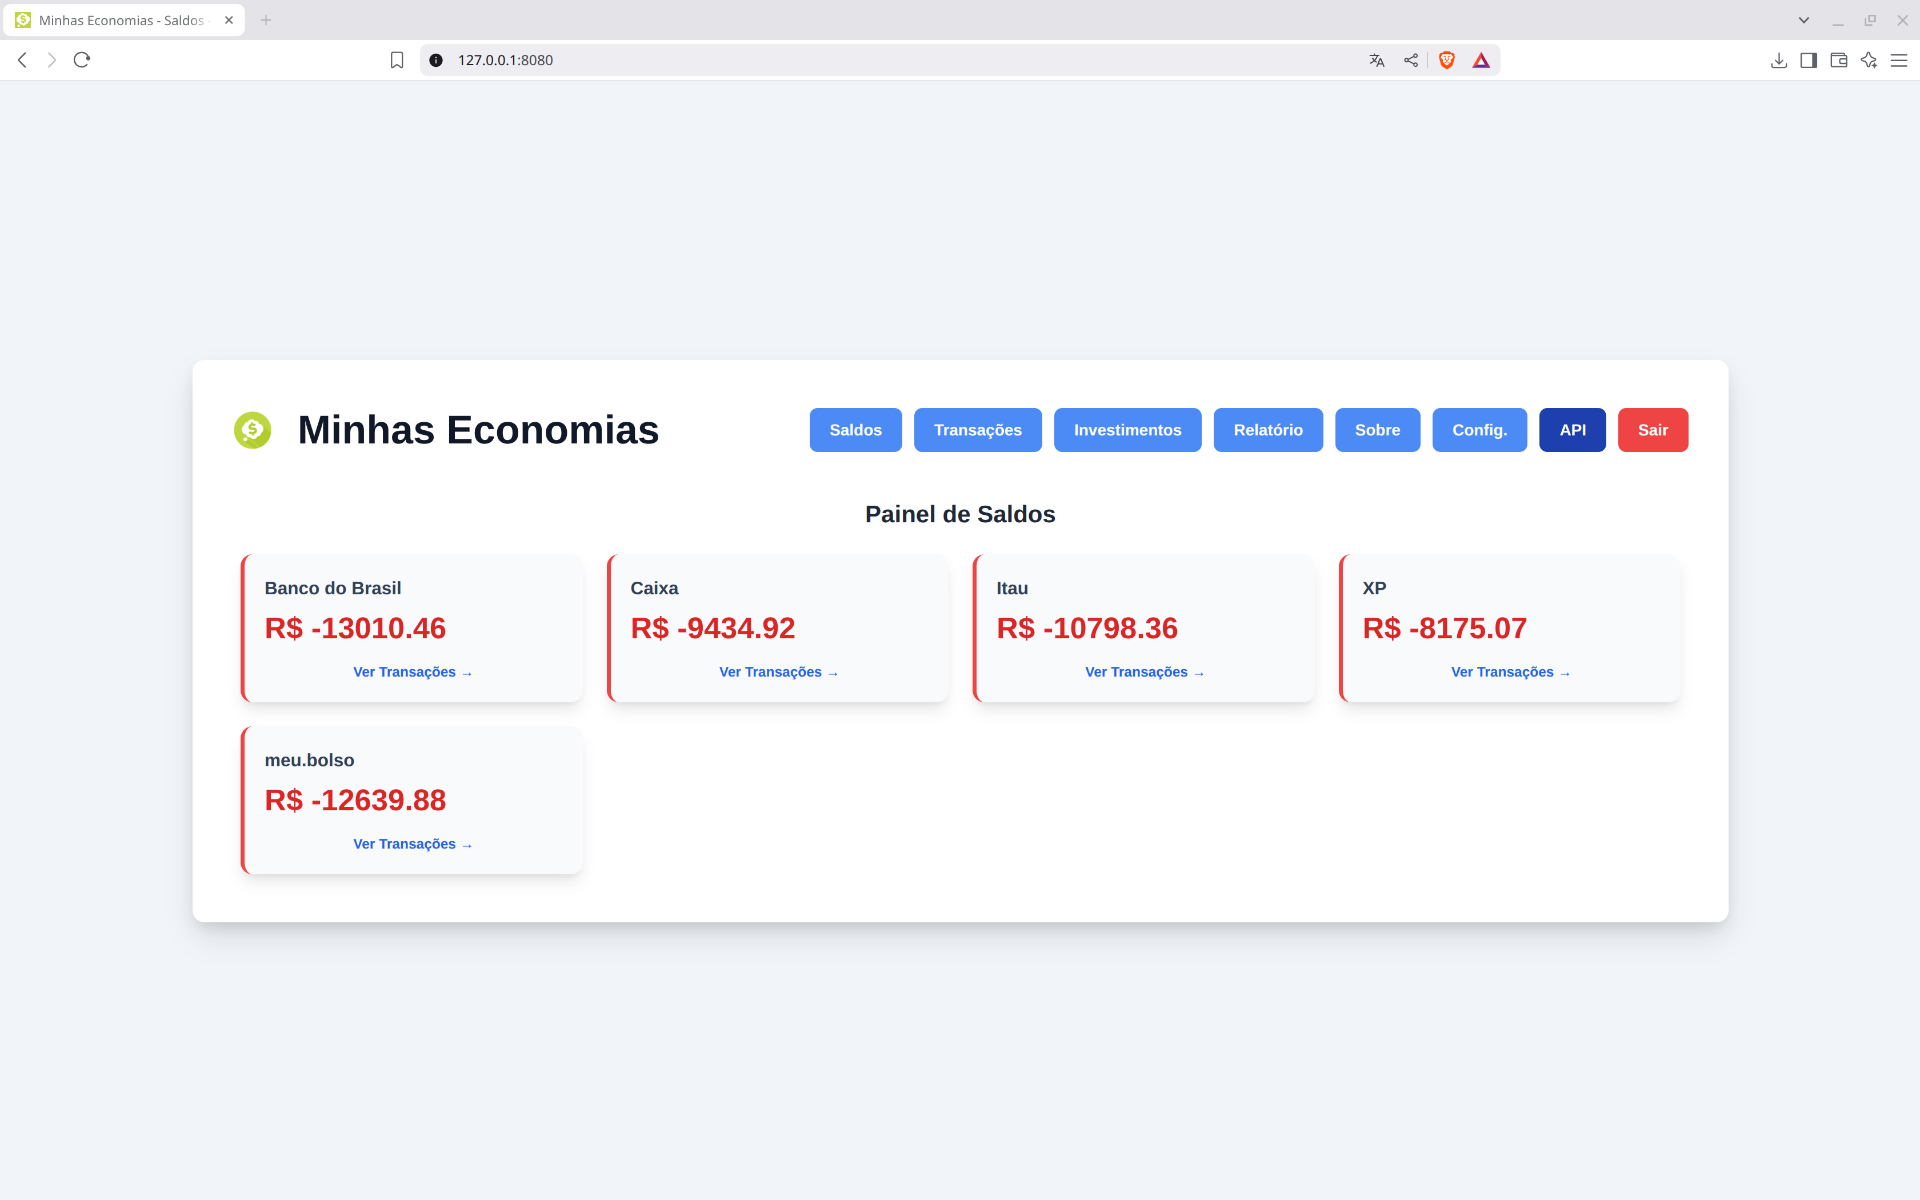 Minhas Economias - Saldos
127.0.0.1:8080
Minhas Economias
Saldos
Transações
Investimentos
Relatório
Sobre
Config.
API
Sair
Painel de Saldos
Banco do Brasil
R$ -13010.46
Ver Transações →
Caixa
R$ -9434.92
Ver Transações →
Itau
R$ -10798.36
Ver Transações →
XP
R$ -8175.07
Ver Transações →
meu.bolso
R$ -12639.88
Ver Transações →